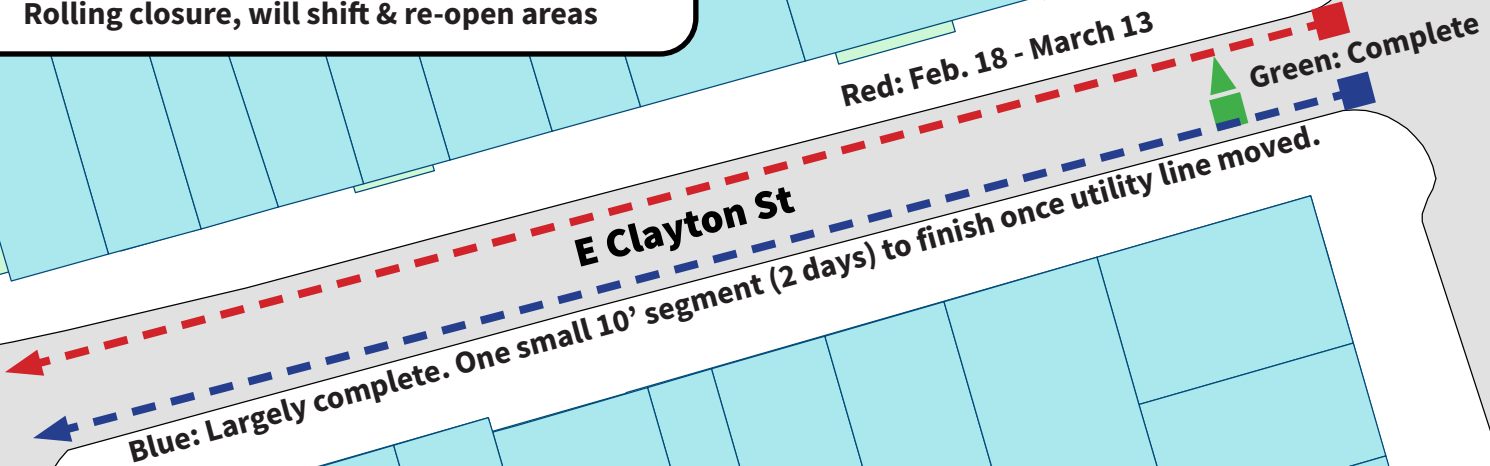 Rolling closure, will shift & re-open areas
Red: Feb. 18 - March 13
Green: Complete
E Clayton St
Blue: Largely complete. One small 10’ segment (2 days) to finish once utility line moved.